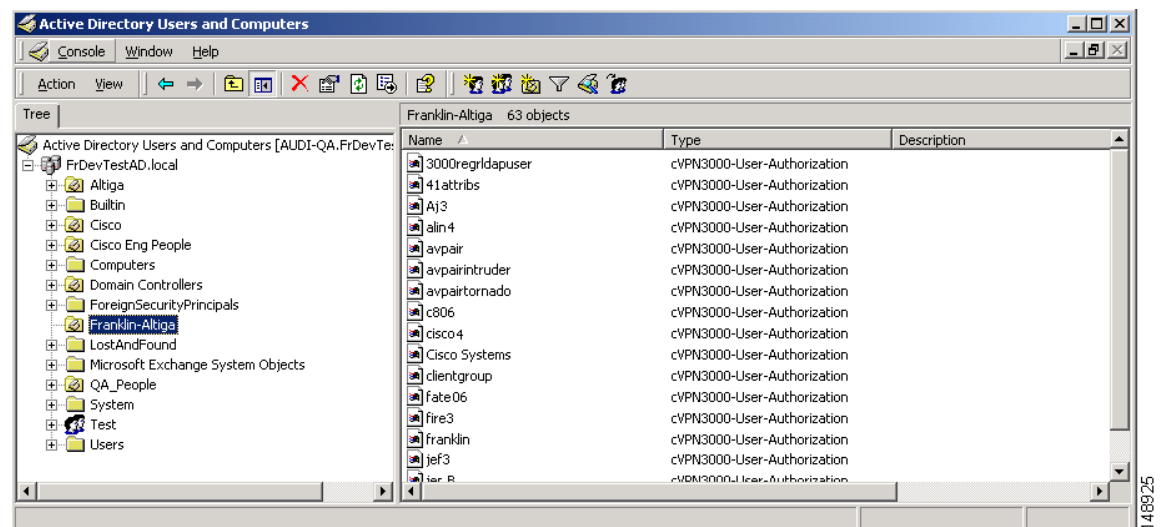 Active Directory Users and Computers
Console Window Help
Action View
Tree
Franklin-Altiga 63 objects
Active Directory Users and Computers [AUDI-QA.FrDevTe
FrDevTestAD.local
Altiga
Builtin
Cisco
Cisco Eng People
Computers
Domain Controllers
ForeignSecurityPrincipals
Franklin-Altiga
LostAndFound
Microsoft Exchange System Objects
QA_People
System
Test
Users
Name Type Description
3000regrldapuser cVPN3000-User-Authorization
41attribs cVPN3000-User-Authorization
Aj3 cVPN3000-User-Authorization
alin4 cVPN3000-User-Authorization
avpair cVPN3000-User-Authorization
avpairintruder cVPN3000-User-Authorization
avpairtornado cVPN3000-User-Authorization
c806 cVPN3000-User-Authorization
cisco4 cVPN3000-User-Authorization
Cisco Systems cVPN3000-User-Authorization
clientgroup cVPN3000-User-Authorization
fate06 cVPN3000-User-Authorization
fire3 cVPN3000-User-Authorization
franklin cVPN3000-User-Authorization
jef3 cVPN3000-User-Authorization
cVPN3000-User-Authorization
148925